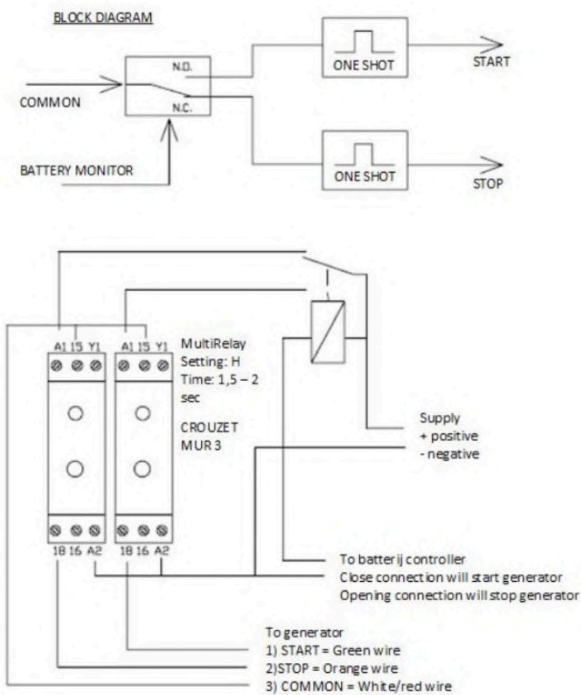 BLOCK DIAGRAM
N.O.
ONE SHOT
START
COMMON
N.C.
BATTERY MONITOR
ONE SHOT
STOP
A1 15 Y1
A1 15 Y1
MultiRelay
Setting: H
Time: 1,5 – 2
sec
CROUZET
MUR 3
Supply
+ positive
- negative
18 16 A2
18 16 A2
To batterij controller
Close connection will start generator
Opening connection will stop generator
To generator
1) START = Green wire
2)STOP = Orange wire
3) COMMON = White/red wire